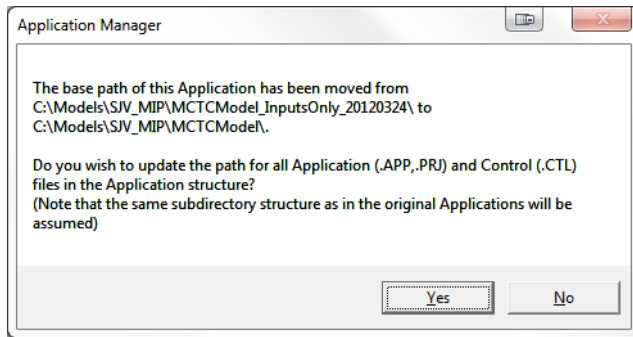 Application Manager
The base path of this Application has been moved from
C:\Models\SJV_MIP\MCTCModel_InputsOnly_20120324\ to
C:\Models\SJV_MIP\MCTCModel\.
Do you wish to update the path for all Application (.APP,.PRJ) and Control (.CTL)
files in the Application structure?
(Note that the same subdirectory structure as in the original Applications will be
assumed)
Yes
No